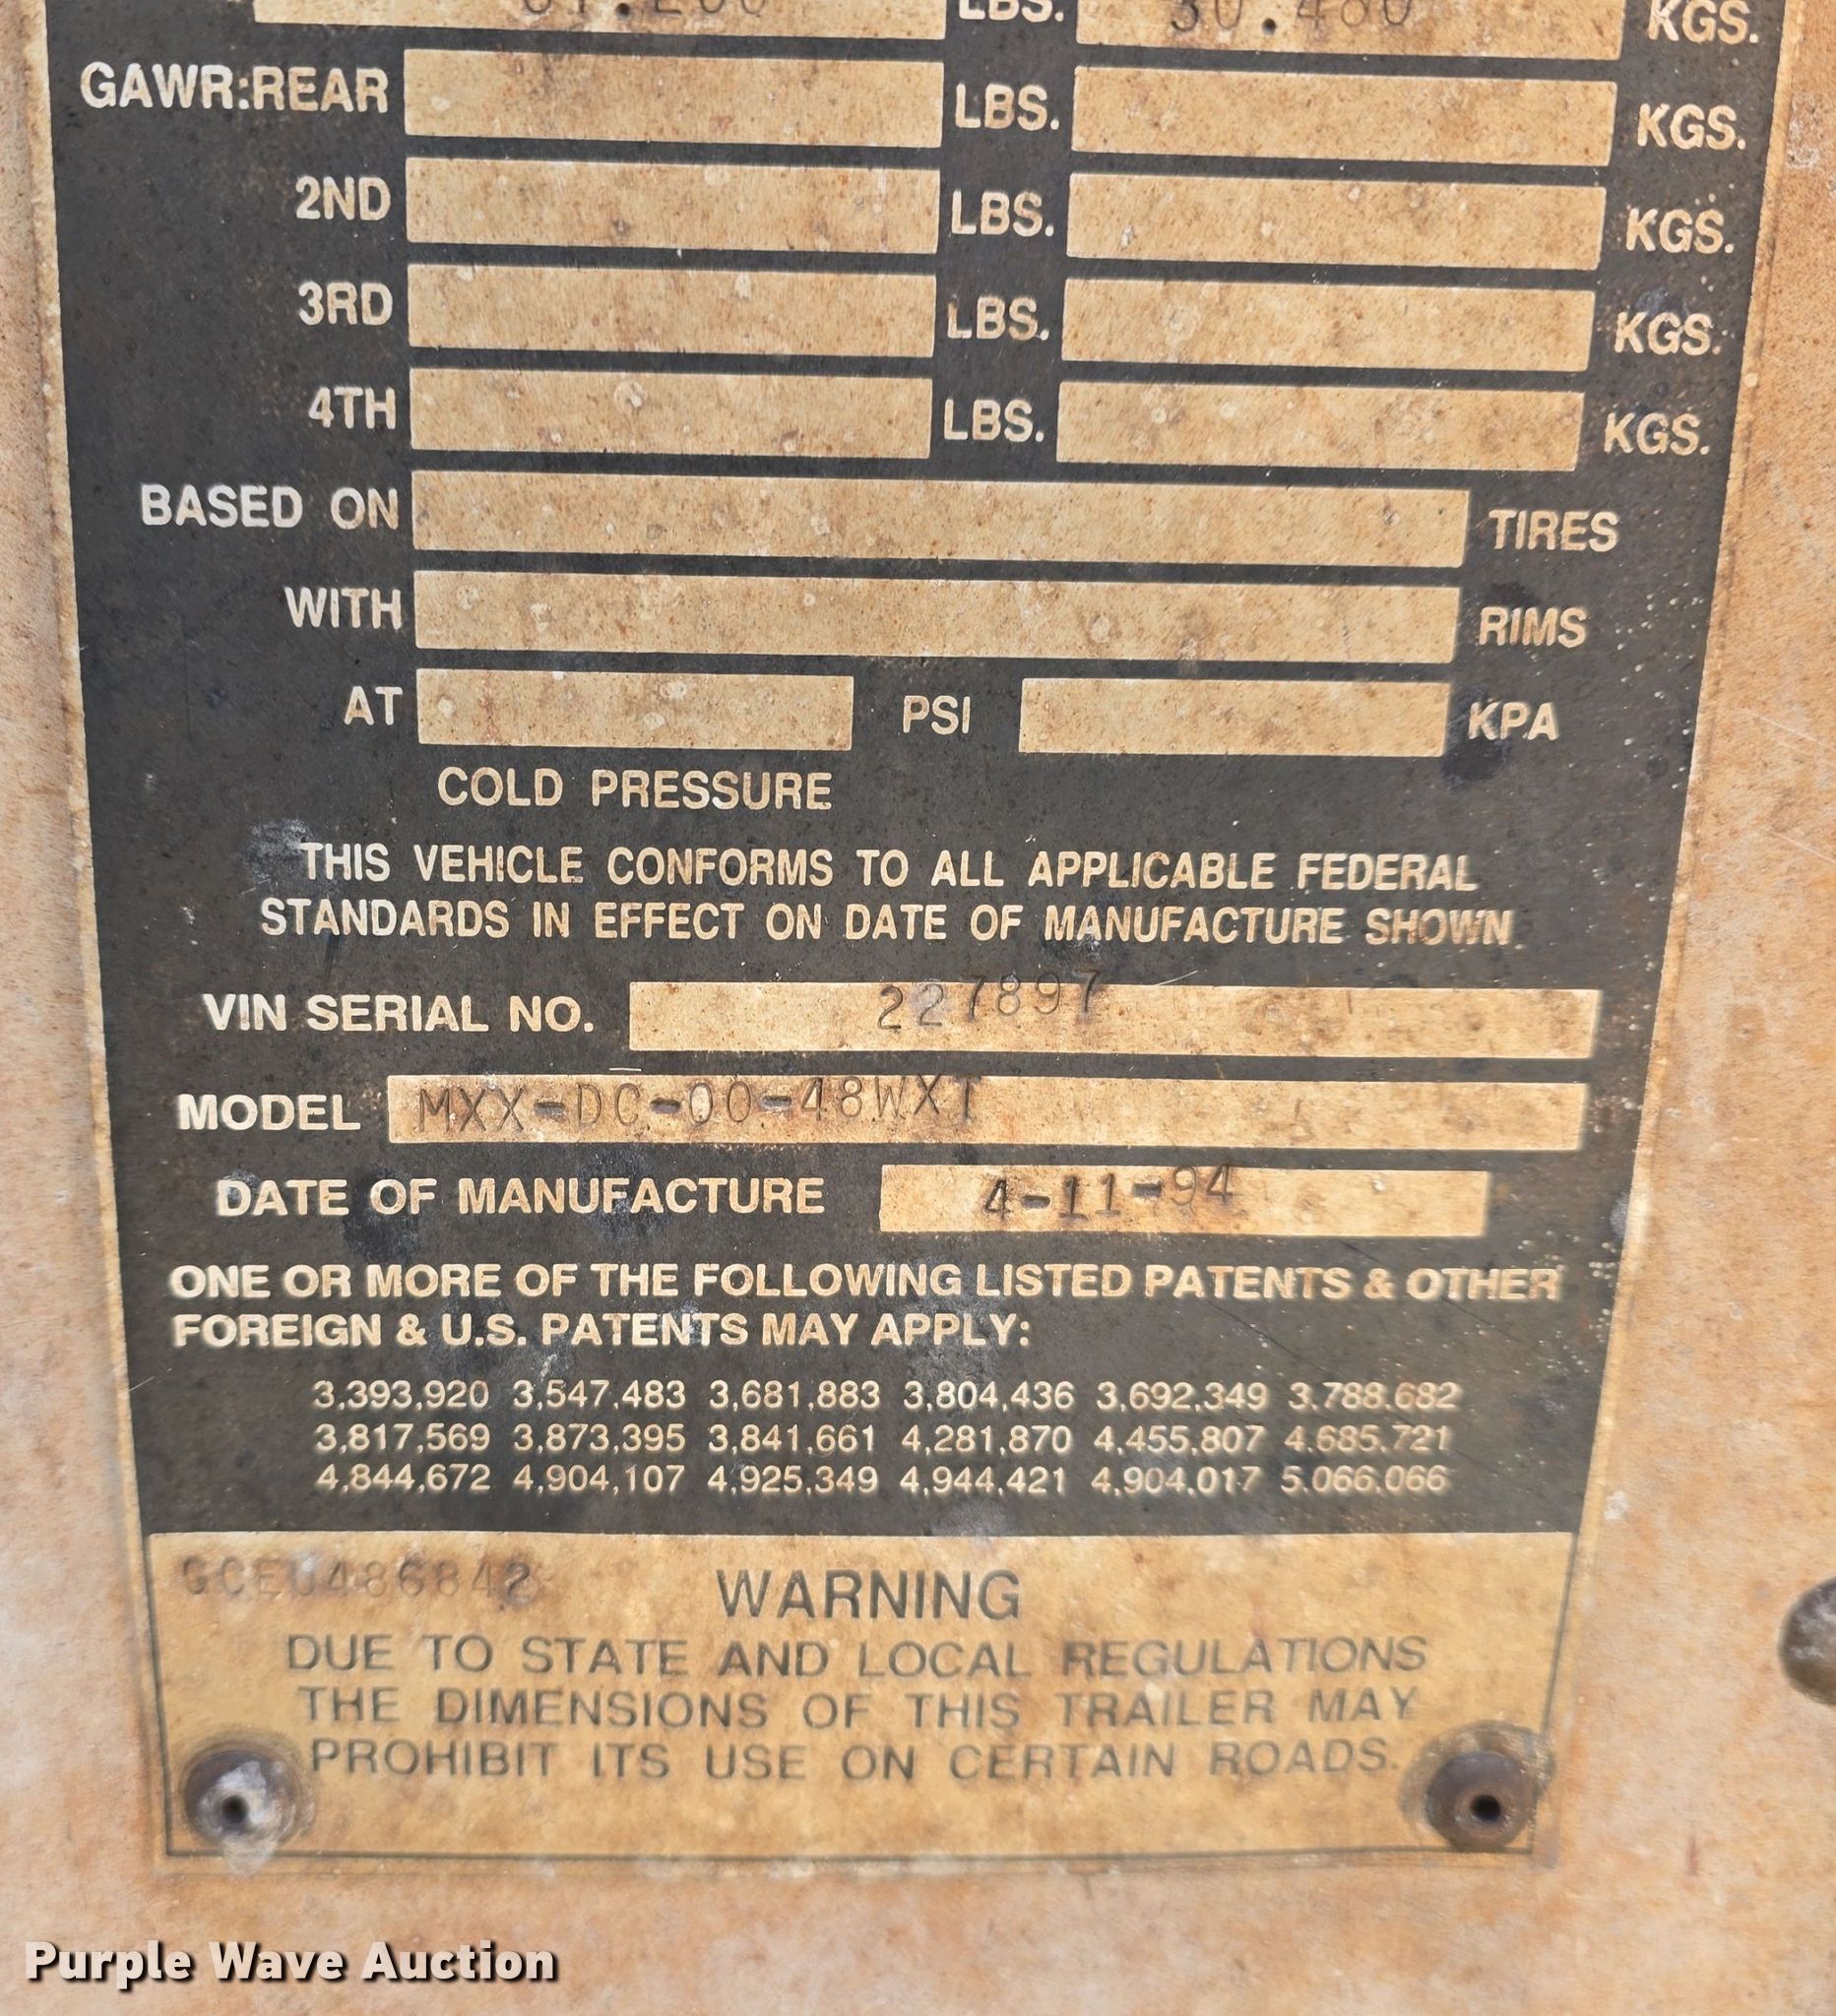 LBS. 30.480 KGS.
GAWR:REAR LBS. KGS.
2ND LBS. KGS.
3RD LBS. KGS.
4TH LBS. KGS.
BASED ON TIRES
WITH RIMS
AT PSI KPA
COLD PRESSURE
THIS VEHICLE CONFORMS TO ALL APPLICABLE FEDERAL
STANDARDS IN EFFECT ON DATE OF MANUFACTURE SHOWN
VIN SERIAL NO. 227897
MODEL MXX-DC-00-48WXT
DATE OF MANUFACTURE 4-11-94
ONE OR MORE OF THE FOLLOWING LISTED PATENTS & OTHER
FOREIGN & U.S. PATENTS MAY APPLY:
3,393,920 3,547,483 3,681,883 3,804,436 3,692,349 3,788,682
3,817,569 3,873,395 3,841,661 4,281,870 4,455,807 4,685,721
4,844,672 4,904,107 4,925,349 4,944,421 4,904,017 5,066,066
GCEU486842
WARNING
DUE TO STATE AND LOCAL REGULATIONS
THE DIMENSIONS OF THIS TRAILER MAY
PROHIBIT ITS USE ON CERTAIN ROADS.
Purple Wave Auction